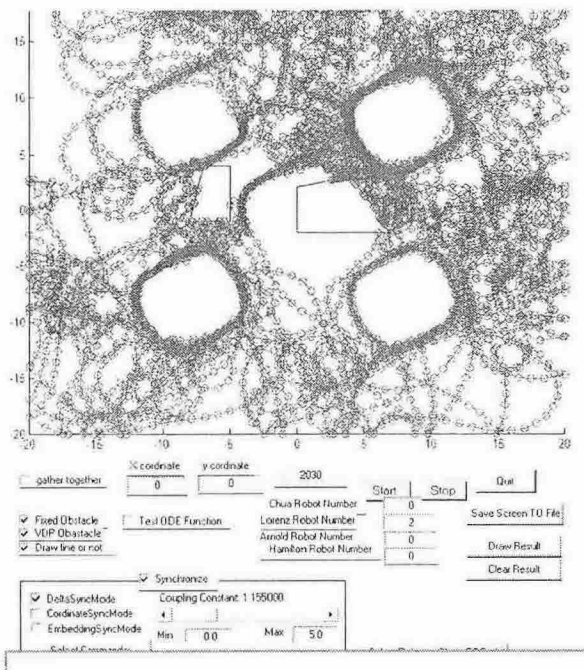 15
10
5
0
-5
-10
-15
20
-20 -15 -10 -5 0 5 10 15 20
gather together
X cordinate y cordinate
0 0
2030
Start Stop
Quit
Fixed Obstacle
VDP Obastacle
Draw line or not
Test ODE Function
Chua Robot Number 0
Lorenz Robot Number 2
Arnold Robot Number 0
Hamilton Robot Number 0
Save Screen TO File
Draw Result
Clear Result
Synchronize
DeltaSyncMode Coupling Constant: 1.155000
CordinateSyncMode
EmbeddingSyncMode
Min 0.0 Max 5.0